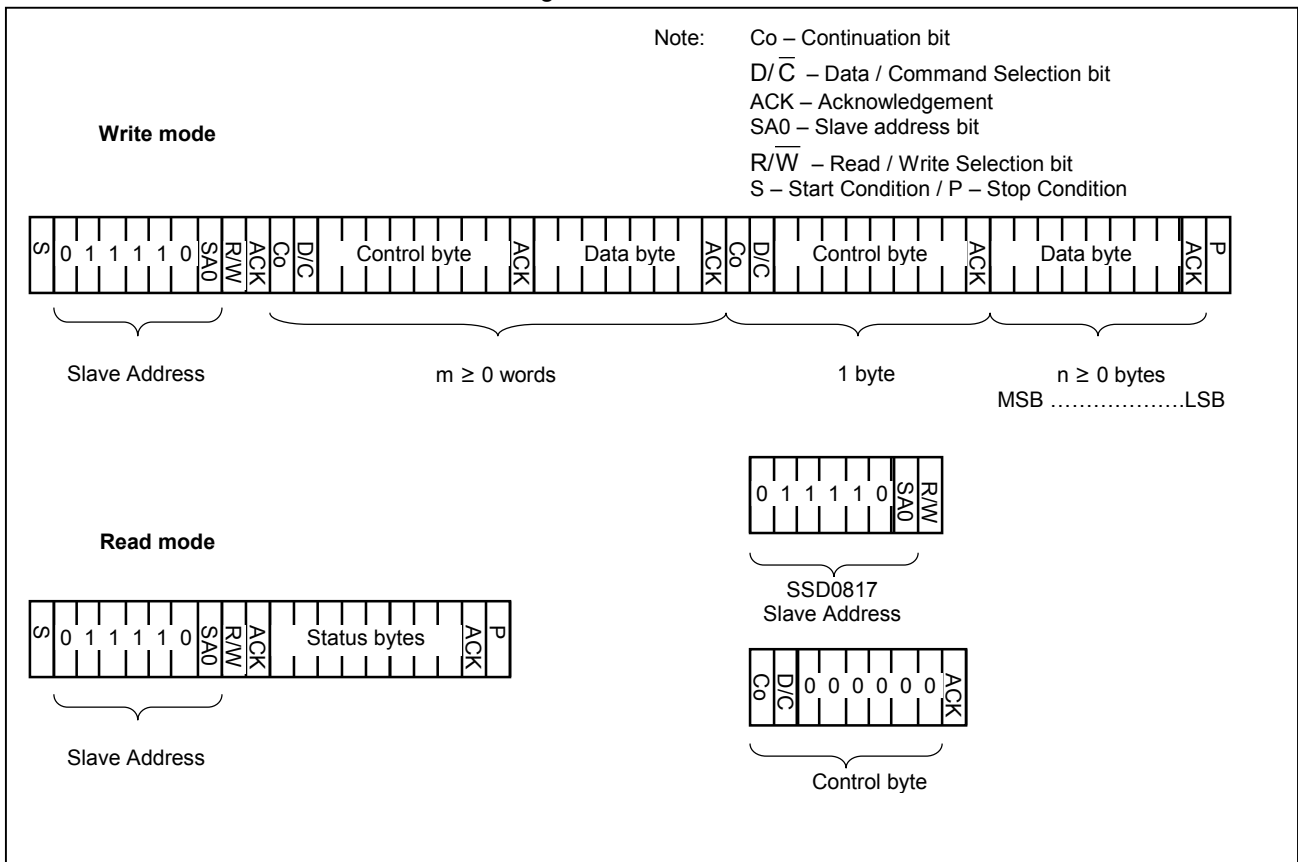 Note: Co – Continuation bit
D/C̅ – Data / Command Selection bit
ACK – Acknowledgement
SA0 – Slave address bit
R/W̅ – Read / Write Selection bit
S – Start Condition / P – Stop Condition
Write mode
S 0 1 1 1 1 0 SA0 R/W ACK Co D/C Control byte ACK Data byte ACK Co D/C Control byte ACK Data byte ACK P
Slave Address m ≥ 0 words 1 byte n ≥ 0 bytes
MSB ………………….LSB
0 1 1 1 1 0 SA0 R/W
SSD0817
Slave Address
Read mode
S 0 1 1 1 1 0 SA0 R/W ACK Status bytes ACK P
Slave Address
Co D/C 0 0 0 0 0 0 ACK
Control byte